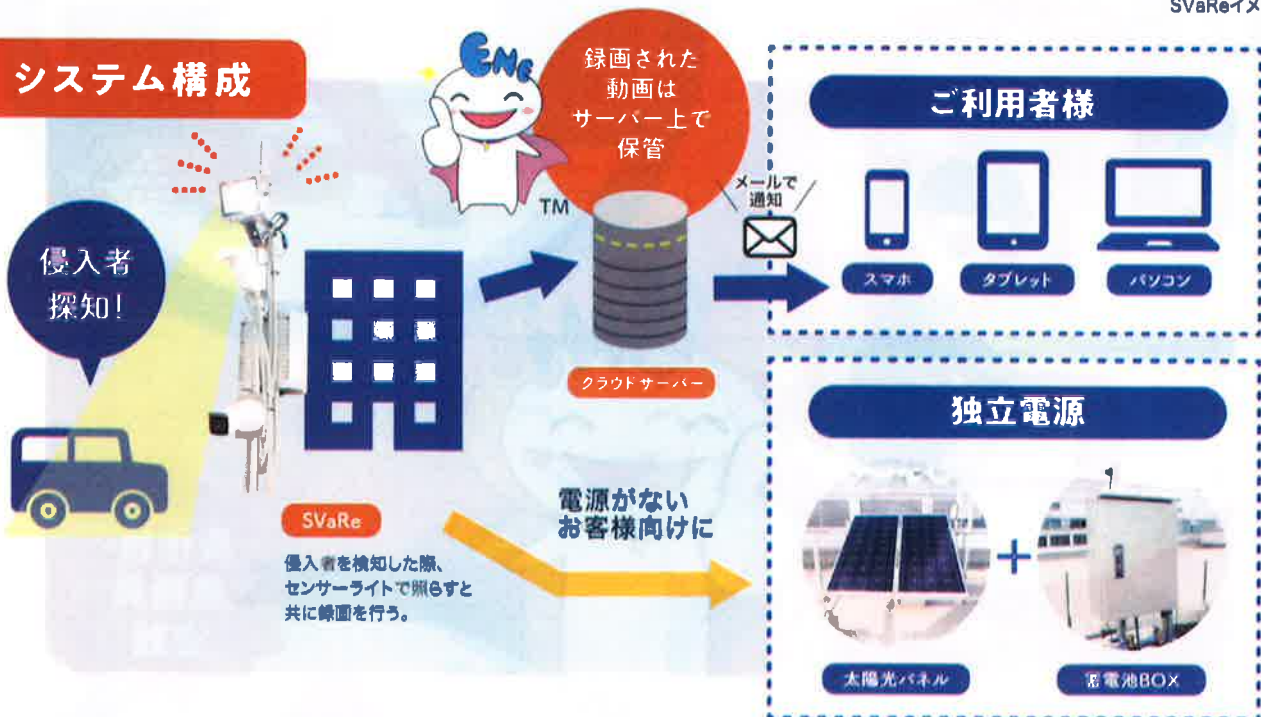 SVaReイメ
システム構成
ENe
録画された
動画は
サーバー上で
保管
TM
メールで
通知
ご利用者様
スマホ
タブレット
パソコン
侵入者
探知!
クラウドサーバー
独立電源
SVaRe
侵入者を検知した際、
センサーライトで照らすと
共に録画を行う。
電源がない
お客様向けに
+
太陽光パネル
蓄電池BOX